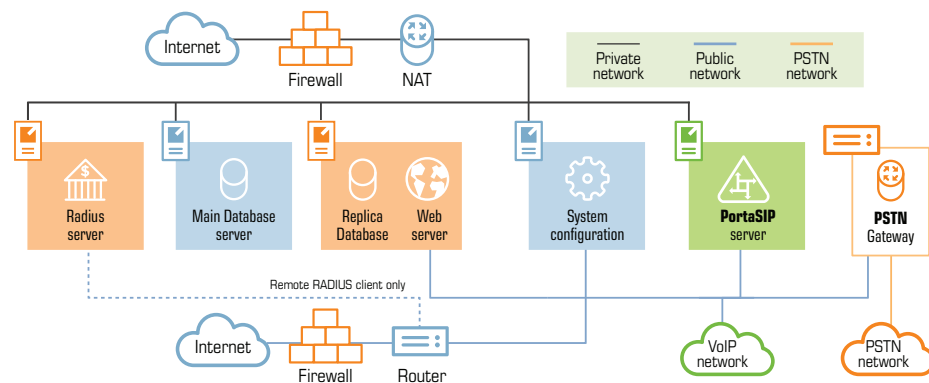 Internet
Firewall
NAT
Private
network
Public
network
PSTN
network
$
Radius
server
Main Database
server
Replica
Database
Web
server
System
configuration
PortaSIP
server
PSTN
Gateway
Remote RADIUS client only
Internet
Firewall
Router
VoIP
network
PSTN
network